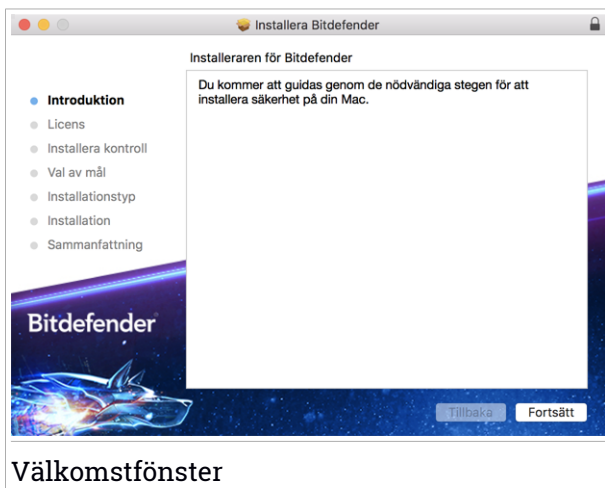 Installera Bitdefender
Installeraren för Bitdefender
Introduktion
Licens
Installera kontroll
Val av mål
Installationstyp
Installation
Sammanfattning
Du kommer att guidas genom de nödvändiga stegen för att
installera säkerhet på din Mac.
Bitdefender
Tillbaka
Fortsätt
Välkomstfönster